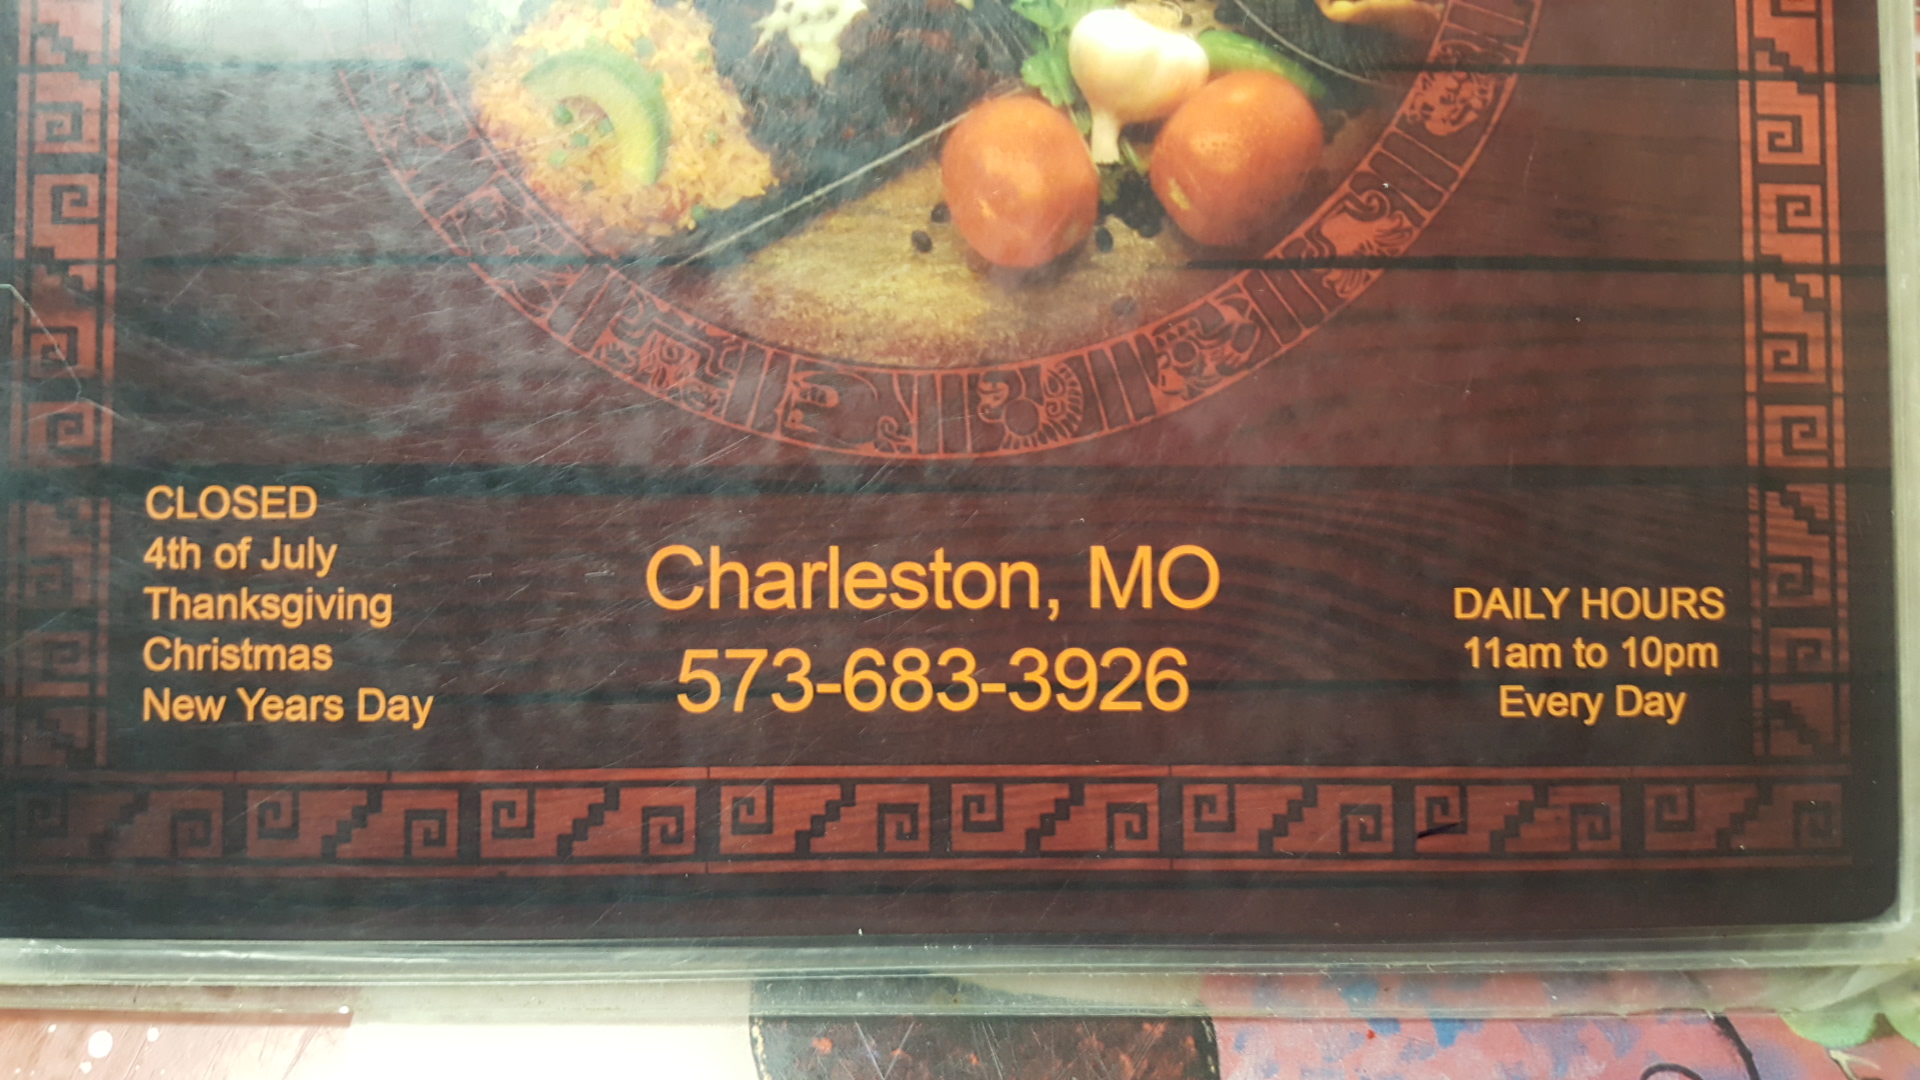 CLOSED
4th of July
Thanksgiving
Christmas
New Years Day
Charleston, MO
573-683-3926
DAILY HOURS
11am to 10pm
Every Day